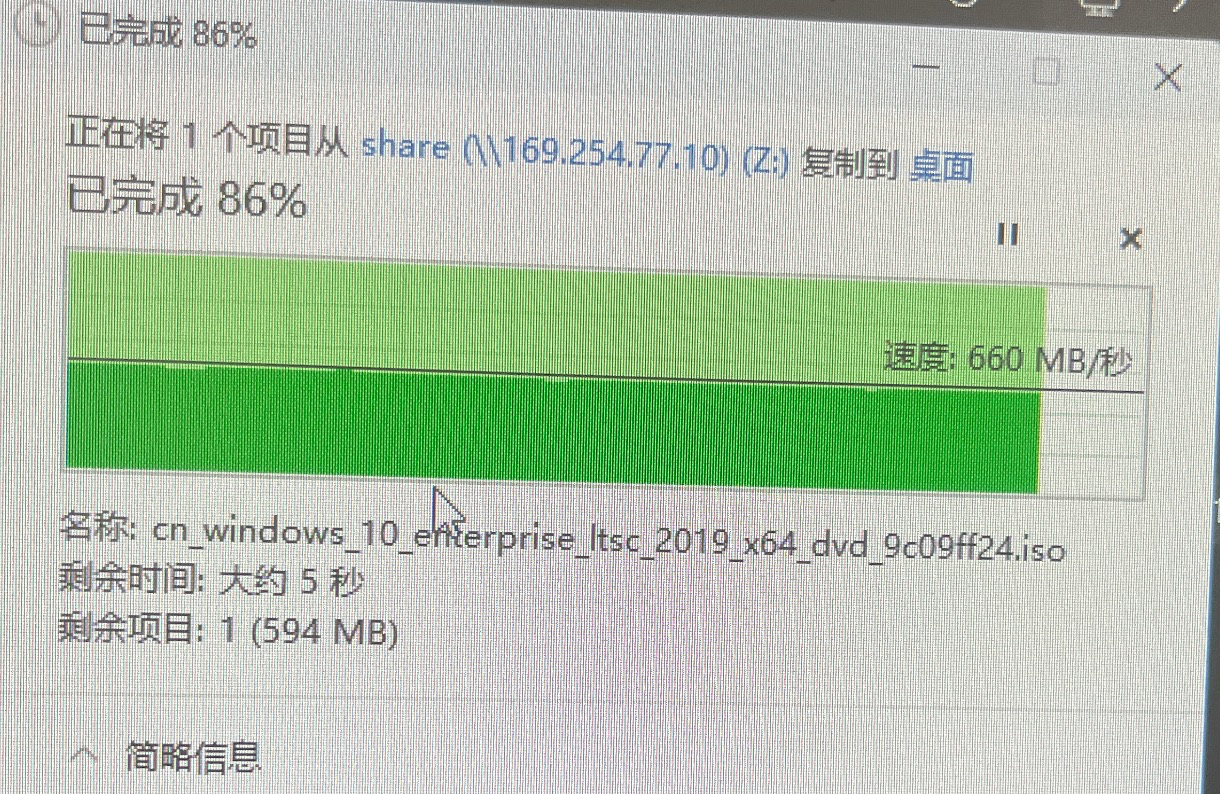 已完成 86%
正在将 1 个项目从 share (\\169.254.77.10) (Z:) 复制到 桌面
已完成 86%
速度: 660 MB/秒
名称: cn_windows_10_enterprise_ltsc_2019_x64_dvd_9c09ff24.iso
剩余时间: 大约 5 秒
剩余项目: 1 (594 MB)
简略信息